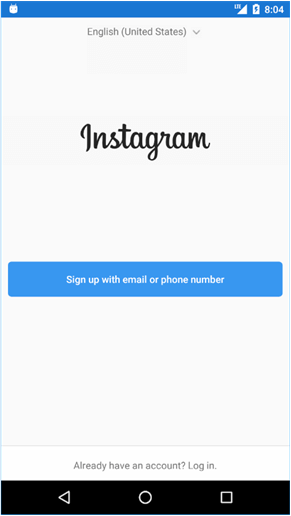 LTE 8:04
English (United States)
Instagram
Sign up with email or phone number
Already have an account? Log in.